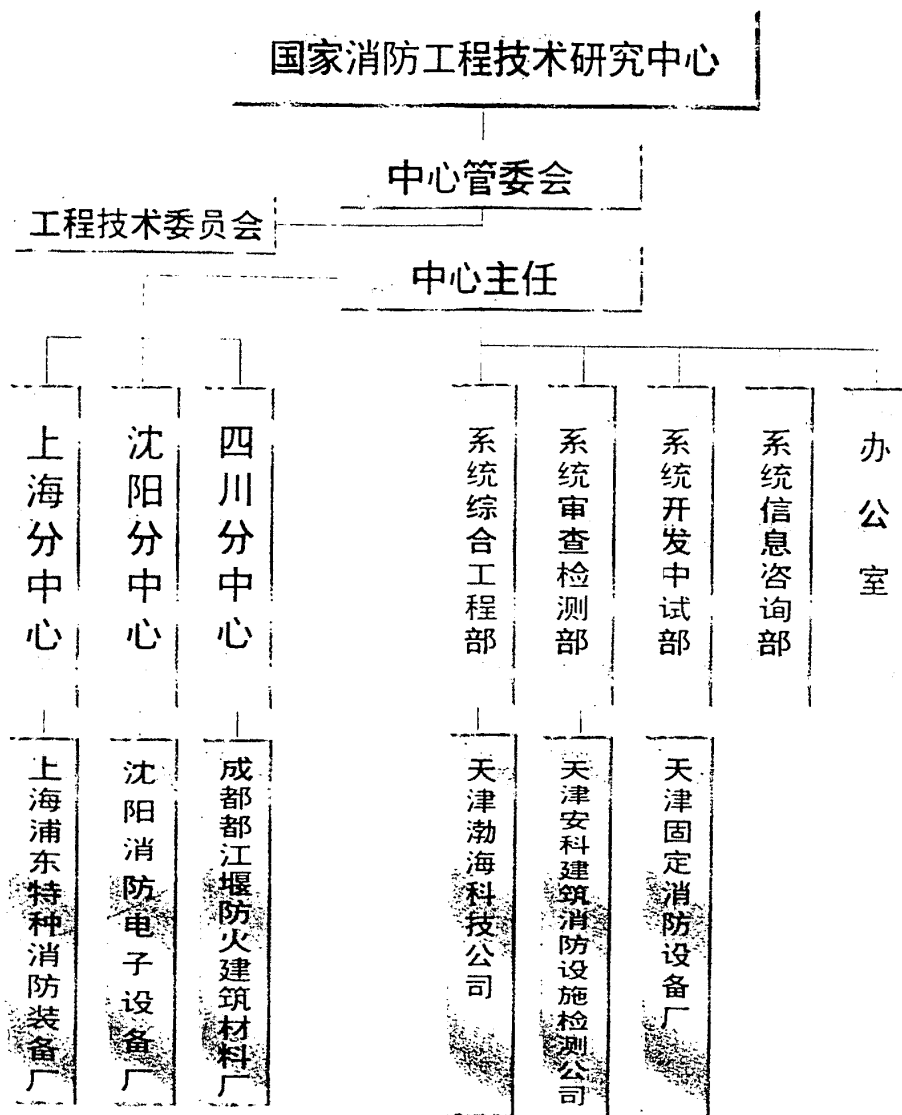 国家消防工程技术研究中心
中心管委会
工程技术委员会
中心主任
上海分中心
沈阳分中心
四川分中心
系统综合工程部
系统审查检测部
系统开发中试部
系统信息咨询部
办公室
上海浦东特种消防装备厂
沈阳消防电子设备厂
成都都江堰防火建筑材料厂
天津渤海科技公司
天津安科建筑消防设施检测公司
天津固定消防设备厂